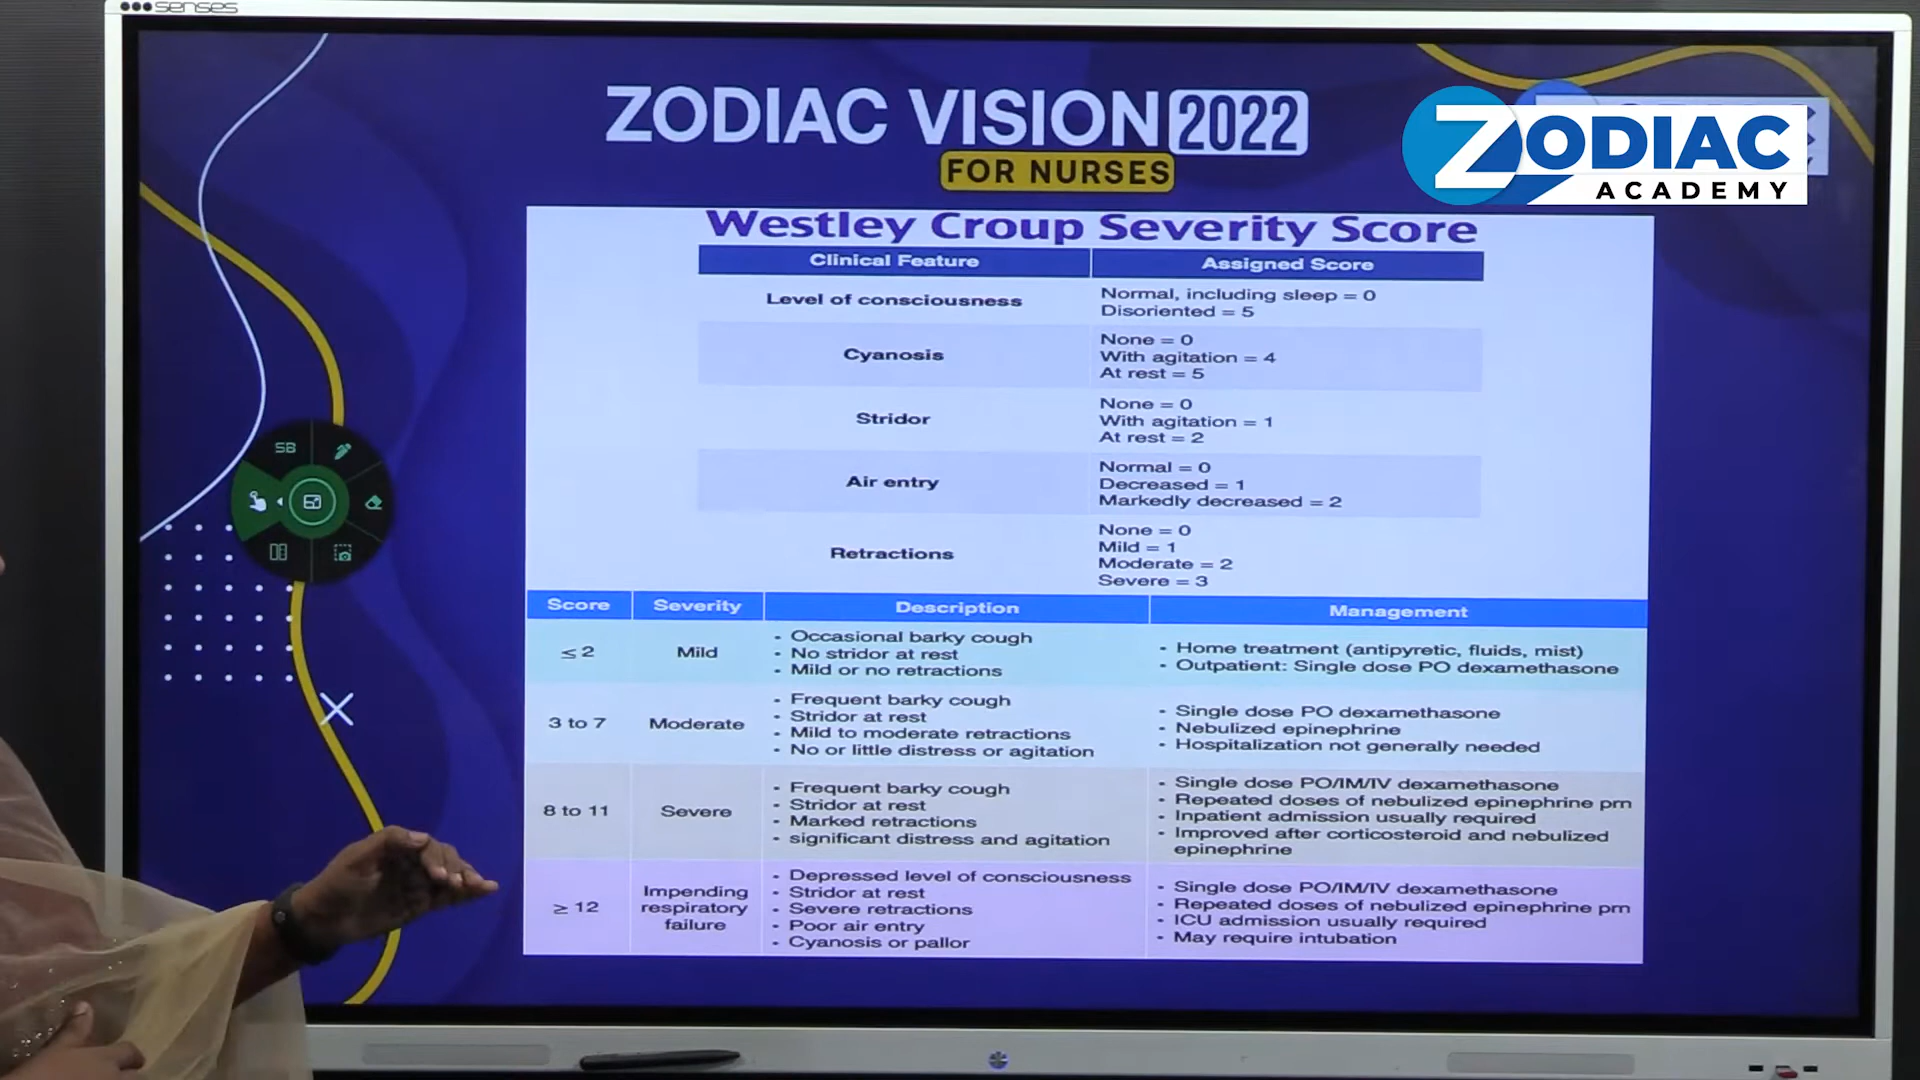 senses
ZODIAC VISION 2022
FOR NURSES
ZODIAC
ACADEMY
Westley Croup Severity Score
Clinical Feature
Assigned Score
Level of consciousness
Normal, including sleep = 0
Disoriented = 5
Cyanosis
None = 0
With agitation = 4
At rest = 5
Stridor
None = 0
With agitation = 1
At rest = 2
Air entry
Normal = 0
Decreased = 1
Markedly decreased = 2
Retractions
None = 0
Mild = 1
Moderate = 2
Severe = 3
SB
Score
Severity
Description
Management
≤ 2
Mild
• Occasional barky cough
• No stridor at rest
• Mild or no retractions
• Home treatment (antipyretic, fluids, mist)
• Outpatient: Single dose PO dexamethasone
3 to 7
Moderate
• Frequent barky cough
• Stridor at rest
• Mild to moderate retractions
• No or little distress or agitation
• Single dose PO dexamethasone
• Nebulized epinephrine
• Hospitalization not generally needed
8 to 11
Severe
• Frequent barky cough
• Stridor at rest
• Marked retractions
• significant distress and agitation
• Single dose PO/IM/IV dexamethasone
• Repeated doses of nebulized epinephrine prn
• Inpatient admission usually required
• Improved after corticosteroid and nebulized
epinephrine
≥ 12
Impending
respiratory
failure
• Depressed level of consciousness
• Stridor at rest
• Severe retractions
• Poor air entry
• Cyanosis or pallor
• Single dose PO/IM/IV dexamethasone
• Repeated doses of nebulized epinephrine prn
• ICU admission usually required
• May require intubation